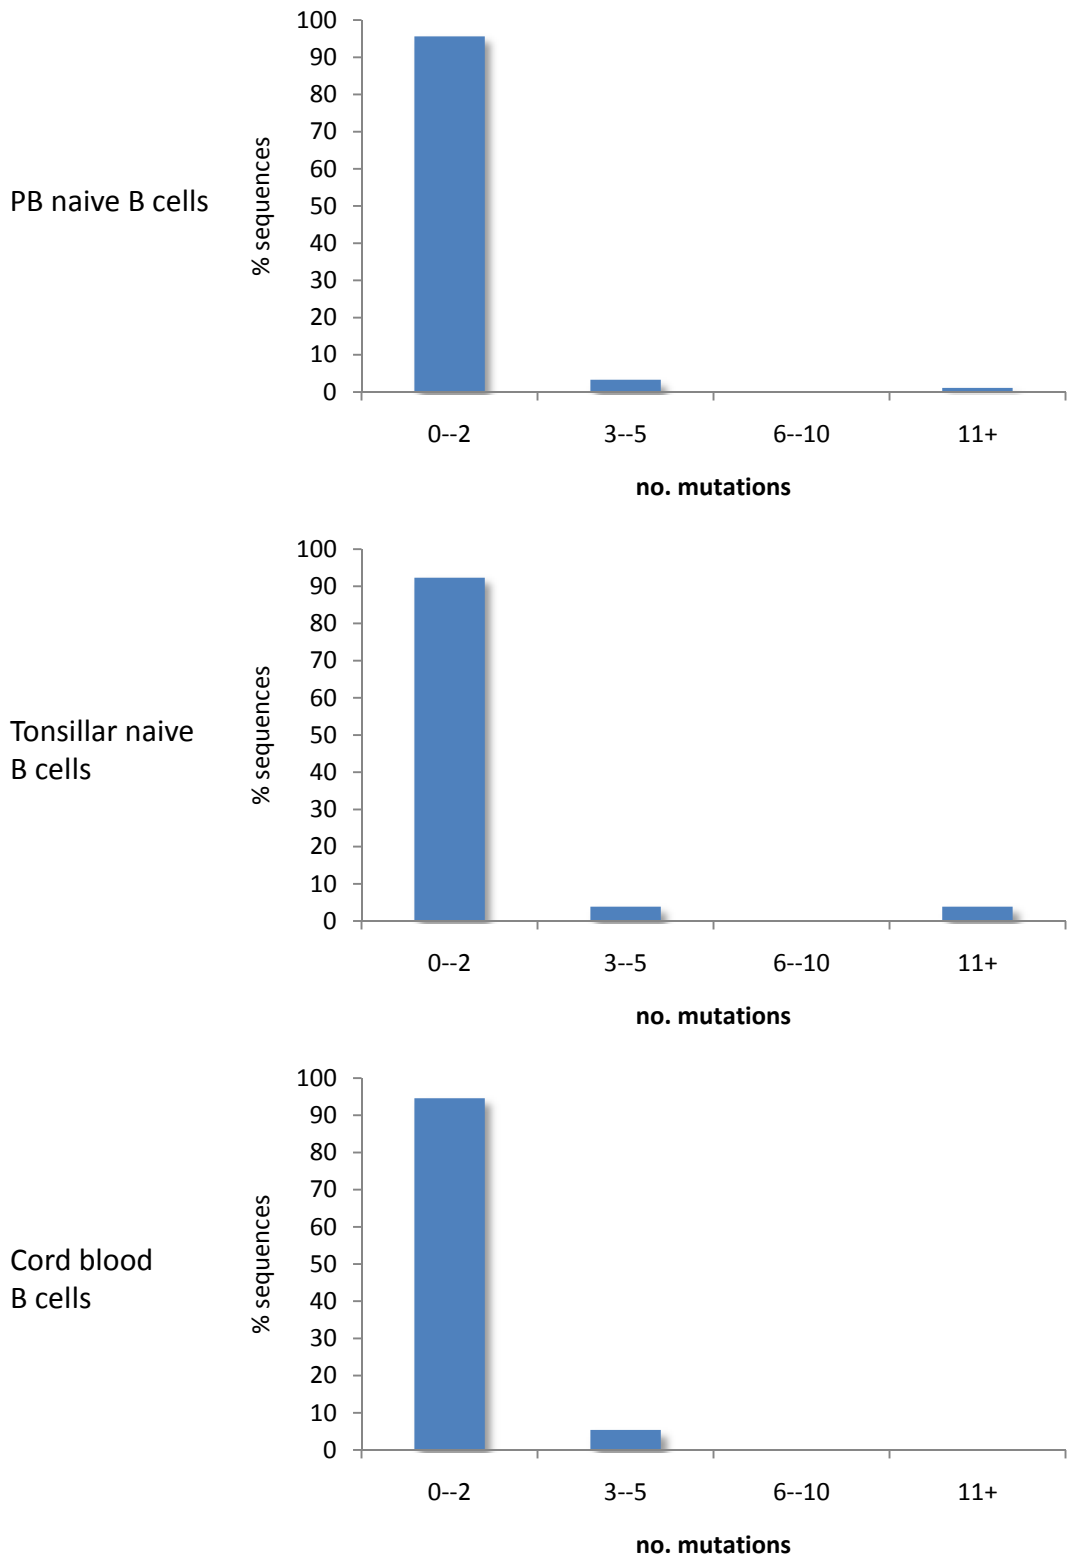 PB naive B cells
% sequences
100
90
80
70
60
50
40
30
20
10
0
0--2 3--5 6--10 11+
no. mutations
Tonsillar naive
B cells
% sequences
100
90
80
70
60
50
40
30
20
10
0
0--2 3--5 6--10 11+
no. mutations
Cord blood
B cells
% sequences
100
90
80
70
60
50
40
30
20
10
0
0--2 3--5 6--10 11+
no. mutations